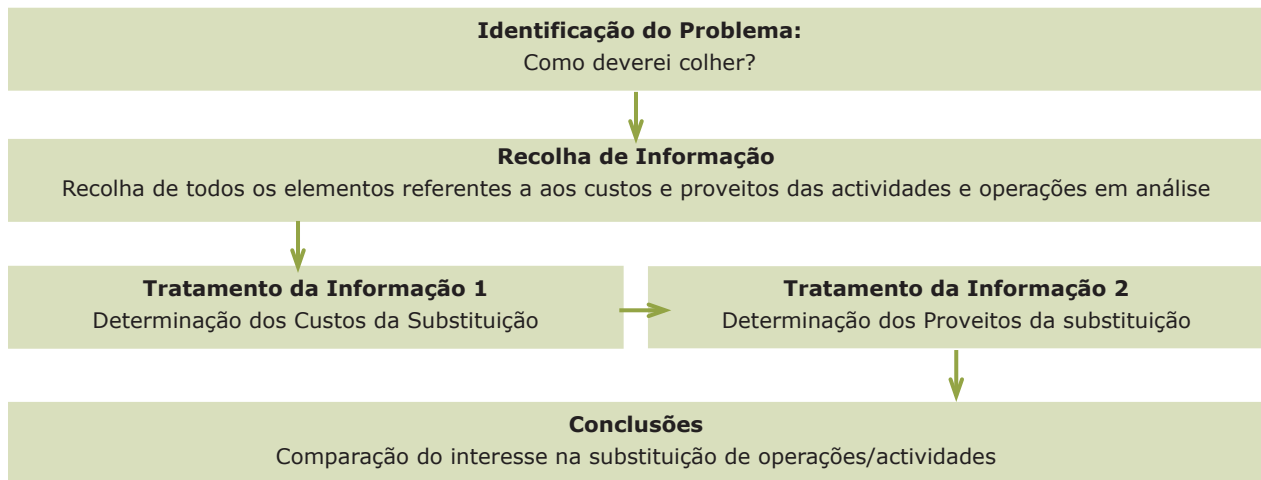 Identificação do Problema:
Como deverei colher?
Recolha de Informação
Recolha de todos os elementos referentes a aos custos e proveitos das actividades e operações em análise
Tratamento da Informação 1
Determinação dos Custos da Substituição
Tratamento da Informação 2
Determinação dos Proveitos da substituição
Conclusões
Comparação do interesse na substituição de operações/actividades